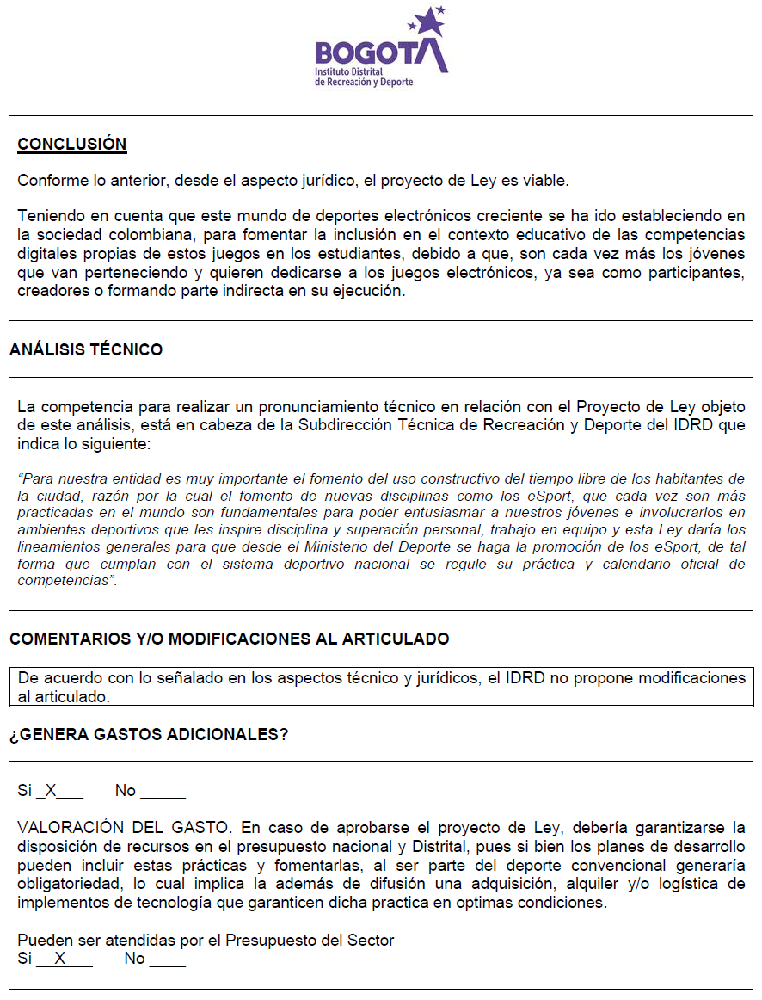 BOGOTA
Instituto Distrital
de Recreación y Deporte
CONCLUSIÓN
Conforme lo anterior, desde el aspecto jurídico, el proyecto de Ley es viable.
Teniendo en cuenta que este mundo de deportes electrónicos creciente se ha ido estableciendo en
la sociedad colombiana, para fomentar la inclusión en el contexto educativo de las competencias
digitales propias de estos juegos en los estudiantes, debido a que, son cada vez más los jóvenes
que van perteneciendo y quieren dedicarse a los juegos electrónicos, ya sea como participantes,
creadores o formando parte indirecta en su ejecución.
ANÁLISIS TÉCNICO
La competencia para realizar un pronunciamiento técnico en relación con el Proyecto de Ley objeto
de este análisis, está en cabeza de la Subdirección Técnica de Recreación y Deporte del IDRD que
indica lo siguiente:
“Para nuestra entidad es muy importante el fomento del uso constructivo del tiempo libre de los habitantes de
la ciudad, razón por la cual el fomento de nuevas disciplinas como los eSport, que cada vez son más
practicadas en el mundo son fundamentales para poder entusiasmar a nuestros jóvenes e involucrarlos en
ambientes deportivos que les inspire disciplina y superación personal, trabajo en equipo y esta Ley daría los
lineamientos generales para que desde el Ministerio del Deporte se haga la promoción de los eSport, de tal
forma que cumplan con el sistema deportivo nacional se regule su práctica y calendario oficial de
competencias”.
COMENTARIOS Y/O MODIFICACIONES AL ARTICULADO
De acuerdo con lo señalado en los aspectos técnico y jurídicos, el IDRD no propone modificaciones
al articulado.
¿GENERA GASTOS ADICIONALES?
Si _X___ No _____
VALORACIÓN DEL GASTO. En caso de aprobarse el proyecto de Ley, debería garantizarse la
disposición de recursos en el presupuesto nacional y Distrital, pues si bien los planes de desarrollo
pueden incluir estas prácticas y fomentarlas, al ser parte del deporte convencional generaría
obligatoriedad, lo cual implica la además de difusión una adquisición, alquiler y/o logística de
implementos de tecnología que garanticen dicha practica en optimas condiciones.
Pueden ser atendidas por el Presupuesto del Sector
Si __X___ No ____